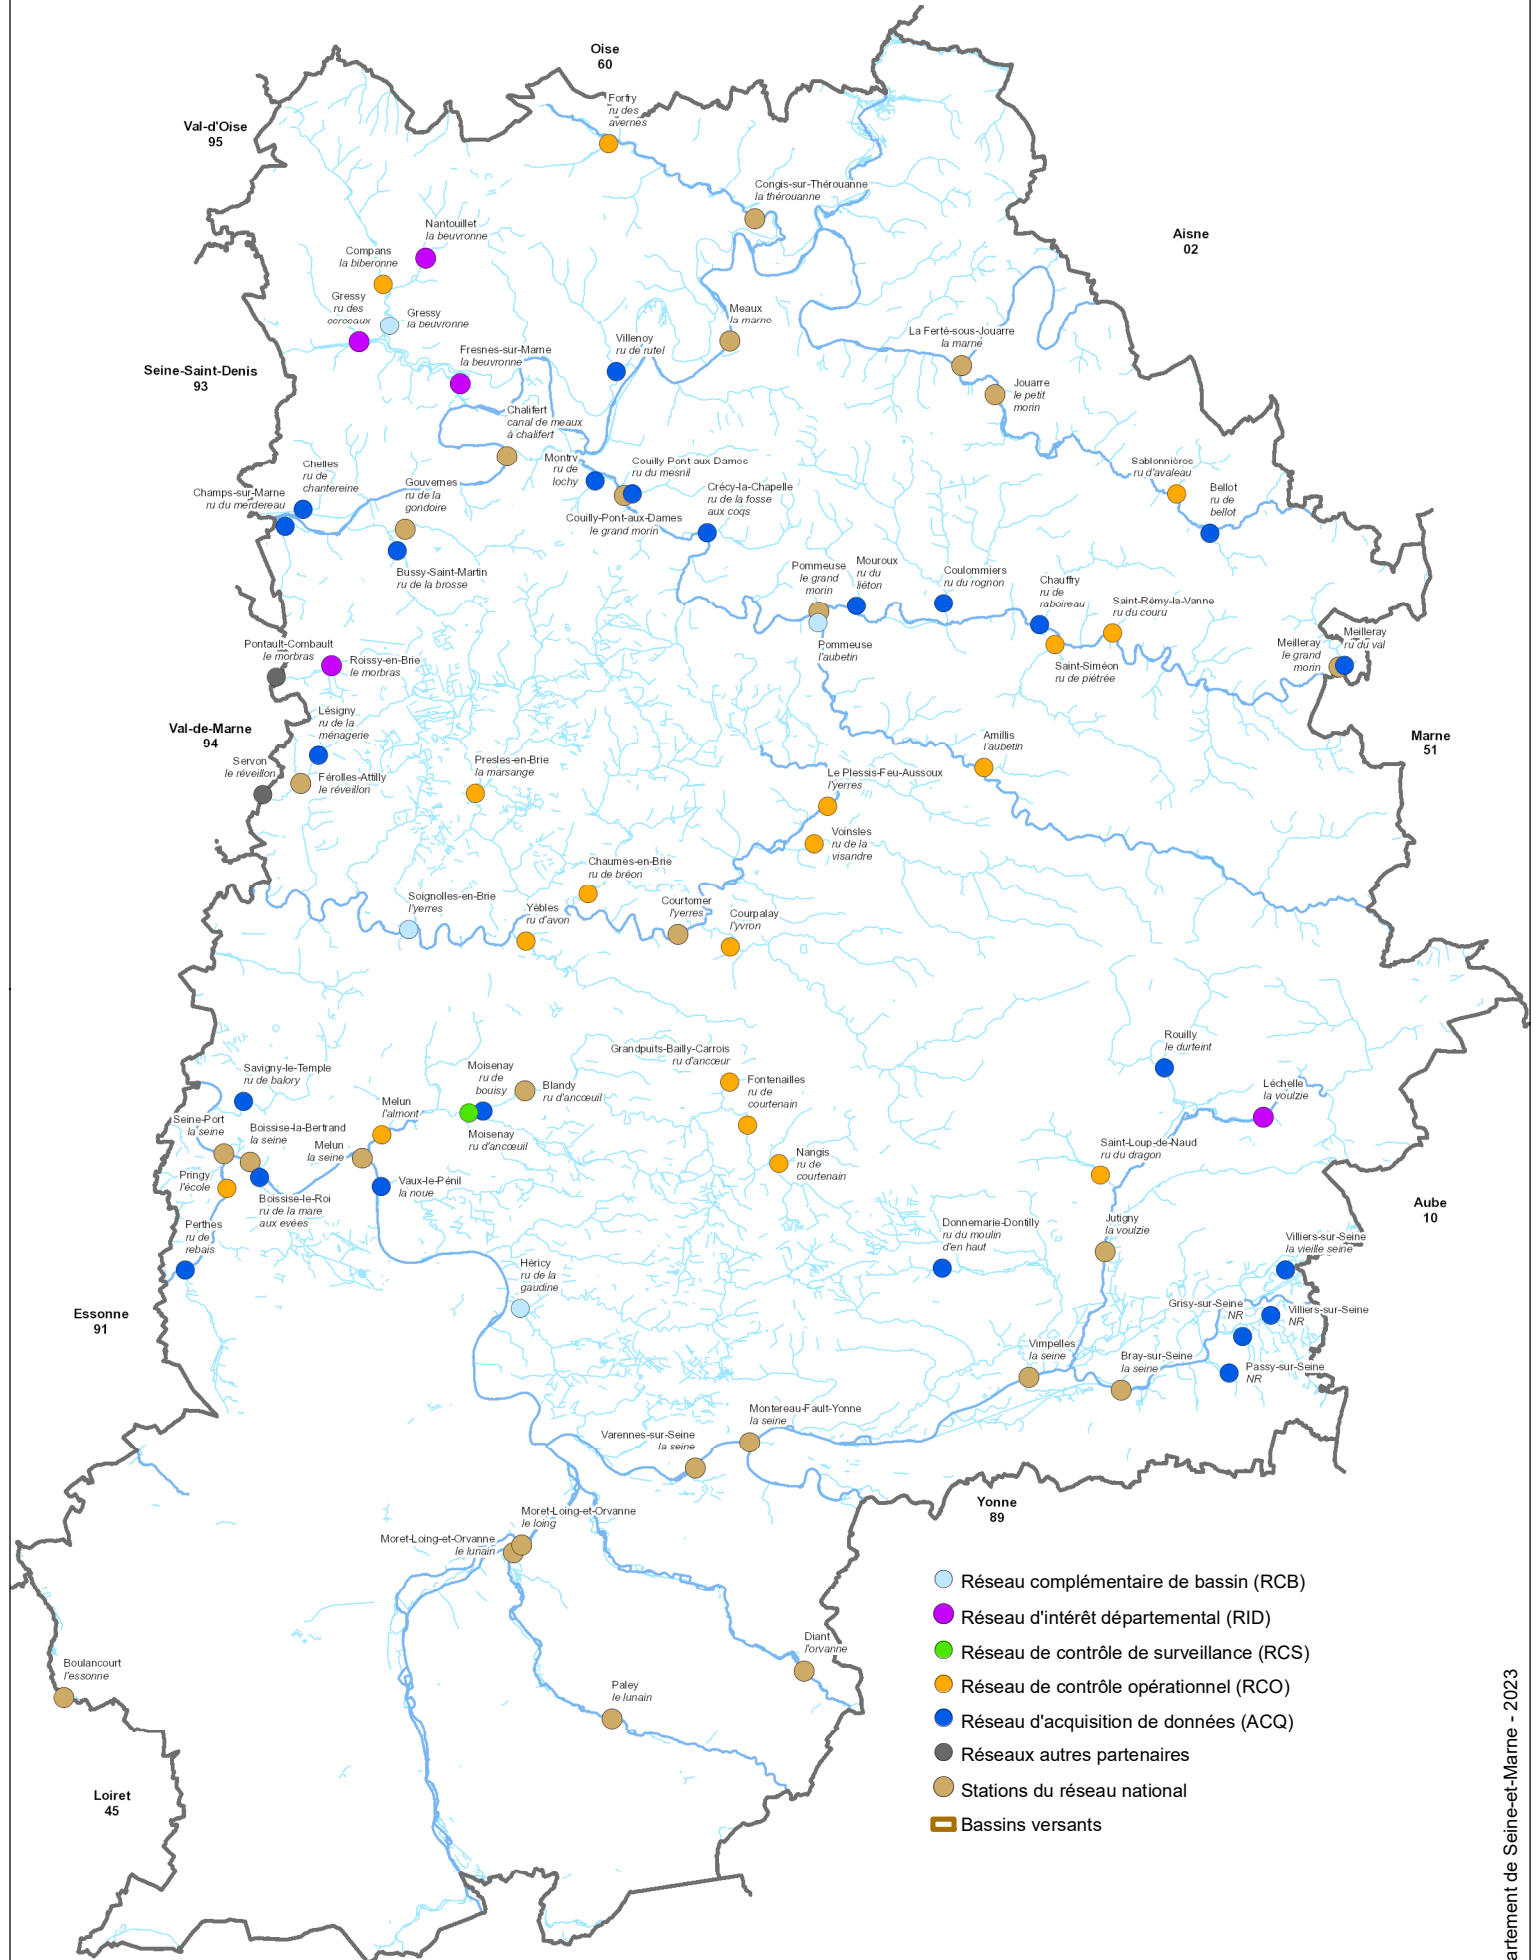 Oise
60
Forfry
ru des
avernes
Val-d'Oise
95
Congis-sur-Thérouanne
la thérouanne
Nantouillet
la beuvronne
Aisne
02
Compans
la biberonne
Gressy
ru des
cerceaux
Gressy
la beuvronne
Meaux
la marne
La Ferté-sous-Jouarre
la marne
Villenoy
ru de rutel
Fresnes-sur-Marne
la beuvronne
Seine-Saint-Denis
93
Jouarre
le petit
morin
Chalifert
canal de meaux
à chalifert
Montry
ru de
lochy
Couilly-Pont-aux-Dames
ru du mesnil
Sablonnières
ru d'avaleau
Chelles
ru de
chantereine
Gouvernes
ru de la
gondoire
Crécy-la-Chapelle
ru de la fosse
aux coqs
Bellot
ru de
bellot
Champs-sur-Marne
ru du merdereau
Couilly-Pont-aux-Dames
le grand morin
Bussy-Saint-Martin
ru de la brosse
Pommeuse
le grand
morin
Mouroux
ru du
liéton
Coulommiers
ru du rognon
Chauffry
ru de
raboireau
Saint-Rémy-la-Vanne
ru du couru
Meilleray
ru du val
Meilleray
le grand
morin
Pontault-Combault
le morbras
Roissy-en-Brie
le morbras
Pommeuse
l'aubetin
Saint-Siméon
ru de piétrée
Lésigny
ru de la
ménagerie
Val-de-Marne
94
Amillis
l'aubetin
Marne
51
Servon
le réveillon
Férolles-Attilly
le réveillon
Presles-en-Brie
la marsange
Le Plessis-Feu-Aussoux
l'yerres
Voinsles
ru de la
visandre
Chaumes-en-Brie
ru de bréon
Soignolles-en-Brie
l'yerres
Yèbles
ru d'avon
Courtomer
l'yerres
Courpalay
l'yvron
Rouilly
le durteint
Grandpuits-Bailly-Carrois
ru d'ancœur
Savigny-le-Temple
ru de balory
Moisenay
ru de
bouisy
Blandy
ru d'ancœuil
Fontenailles
ru de
courtenain
Léchelle
la voulzie
Melun
l'almont
Seine-Port
la seine
Boissise-la-Bertrand
la seine
Melun
la seine
Moisenay
ru d'ancœuil
Saint-Loup-de-Naud
ru du dragon
Nangis
ru de
courtenain
Pringy
l'école
Vaux-le-Pénil
la noue
Boissise-le-Roi
ru de la mare
aux evées
Aube
10
Perthes
ru de
rebais
Donnemarie-Dontilly
ru du moulin
d'en haut
Jutigny
la voulzie
Villiers-sur-Seine
la vieille seine
Héricy
ru de la
gaudine
Essonne
91
Grisy-sur-Seine
NR
Villiers-sur-Seine
NR
Vimpelles
la seine
Bray-sur-Seine
la seine
Passy-sur-Seine
NR
Montereau-Fault-Yonne
la seine
Varennes-sur-Seine
la seine
Yonne
89
Moret-Loing-et-Orvanne
le loing
Moret-Loing-et-Orvanne
le lunain
Réseau complémentaire de bassin (RCB)
Réseau d'intérêt départemental (RID)
Réseau de contrôle de surveillance (RCS)
Réseau de contrôle opérationnel (RCO)
Réseau d'acquisition de données (ACQ)
Réseaux autres partenaires
Stations du réseau national
Bassins versants
Diant
l'orvanne
Boulancourt
l'essonne
Paley
le lunain
Loiret
45
artement de Seine-et-Marne - 2023